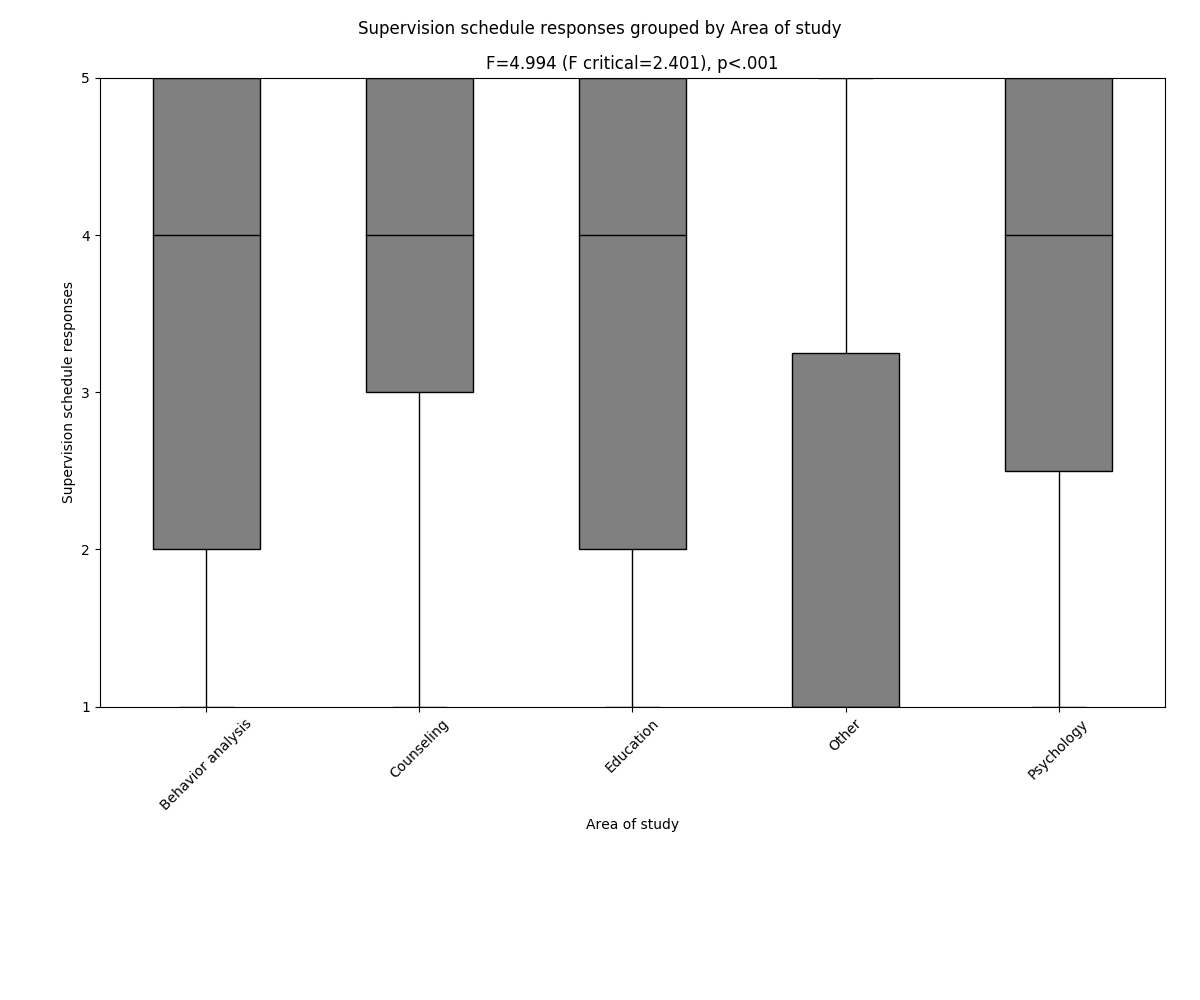 Supervision schedule responses grouped by Area of study
F=4.994 (F critical=2.401), p<.001
5
4
3
2
1
Supervision schedule responses
Behavior analysis
Counseling
Education
Other
Psychology
Area of study